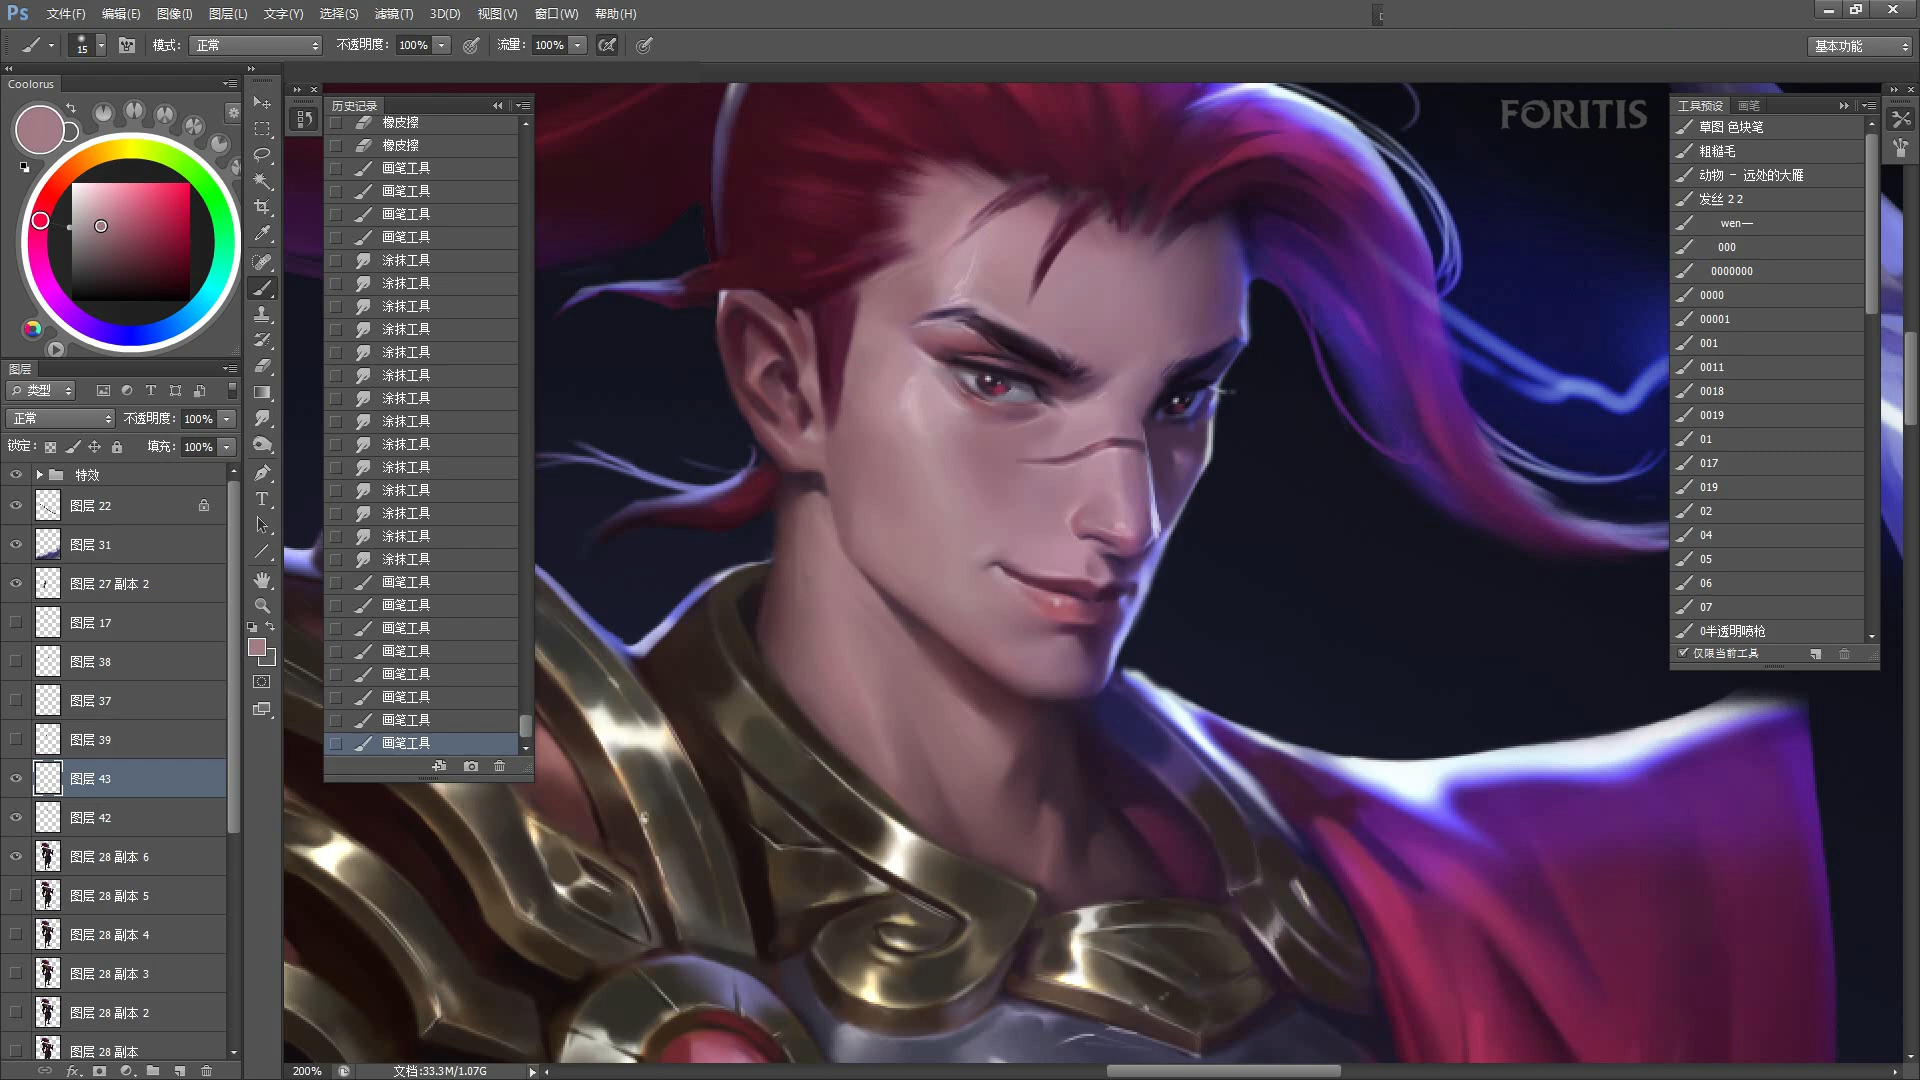 Ps 文件(F) 编辑(E) 图像(I) 图层(L) 文字(Y) 选择(S) 滤镜(T) 3D(D) 视图(V) 窗口(W) 帮助(H)
15 模式: 正常 不透明度: 100% 流量: 100% 基本功能
Coolorus
图层
类型
正常 不透明度: 100%
锁定: 填充: 100%
特效
图层 22
图层 31
图层 27 副本 2
图层 17
图层 38
图层 37
图层 39
图层 43
图层 42
图层 28 副本 6
图层 28 副本 5
图层 28 副本 4
图层 28 副本 3
图层 28 副本 2
图层 28 副本
历史记录
橡皮擦
橡皮擦
画笔工具
画笔工具
画笔工具
画笔工具
涂抹工具
涂抹工具
涂抹工具
涂抹工具
涂抹工具
涂抹工具
涂抹工具
涂抹工具
涂抹工具
涂抹工具
涂抹工具
涂抹工具
涂抹工具
涂抹工具
画笔工具
画笔工具
画笔工具
画笔工具
画笔工具
画笔工具
画笔工具
画笔工具
FORITIS
工具预设 画笔
草图 色块笔
粗糙毛
动物 - 远处的大雁
发丝 2 2
wen—
000
0000000
0000
00001
001
0011
0018
0019
01
017
019
02
04
05
06
07
0半透明喷枪
仅限当前工具
200% 文档:33.3M/1.07G